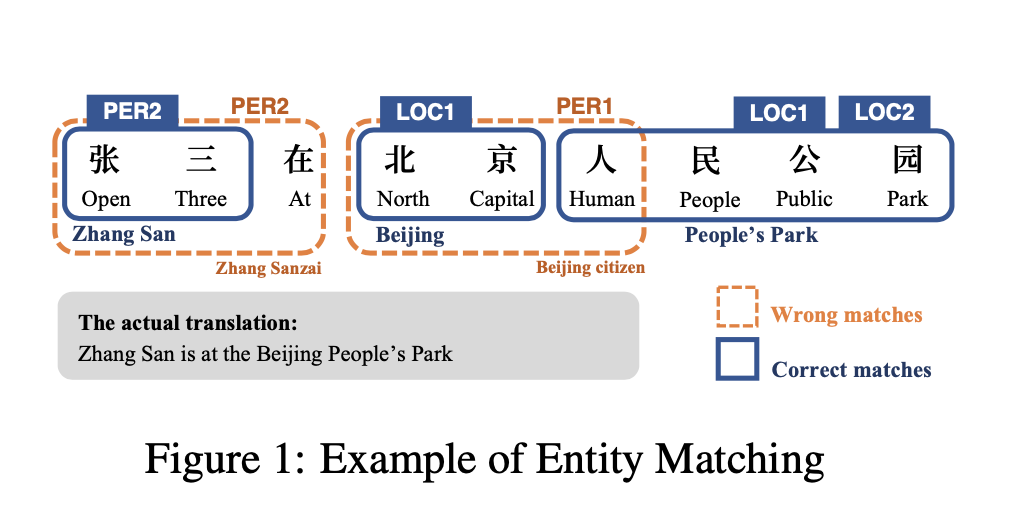 PER2 PER2 LOC1 PER1 LOC1 LOC2
张 三 在 北 京 人 民 公 园
Open Three At North Capital Human People Public Park
Zhang San Beijing People’s Park
Zhang Sanzai Beijing citizen
The actual translation:
Zhang San is at the Beijing People’s Park
Wrong matches
Correct matches
Figure 1: Example of Entity Matching